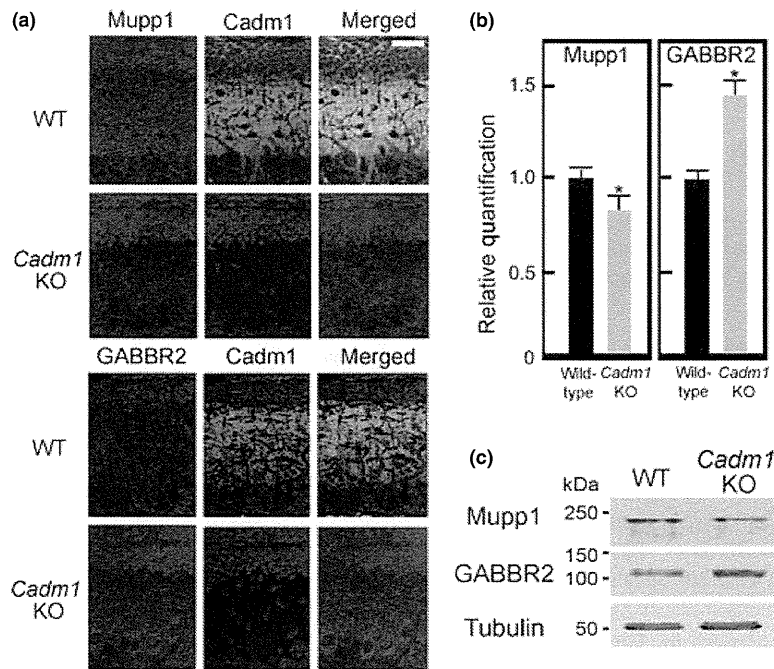 (a)
Mupp1 Cadm1 Merged
WT
Cadm1
KO
GABBR2 Cadm1 Merged
WT
Cadm1
KO
(b)
Mupp1 GABBR2
Relative quantification
1.5
1.0
0.5
0
* *
Wild-
type
Cadm1
KO
Wild-
type
Cadm1
KO
(c)
kDa WT Cadm1
KO
Mupp1 250
GABBR2 150
100
Tubulin 50